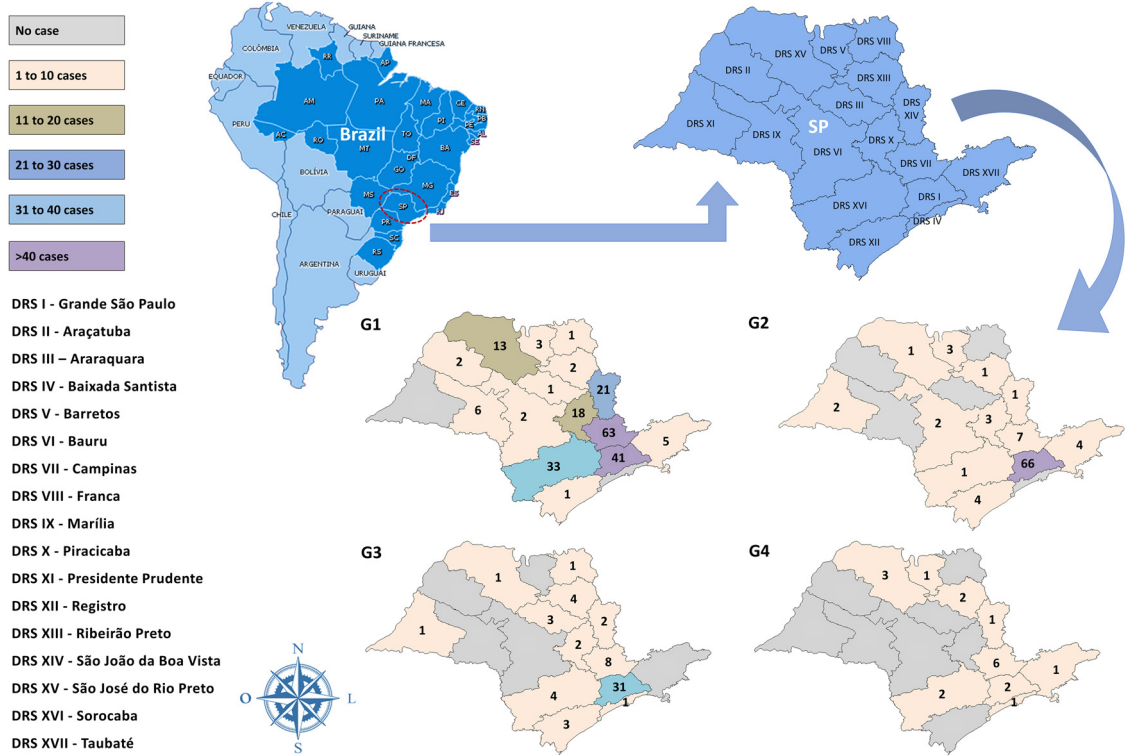 No case
1 to 10 cases
11 to 20 cases
21 to 30 cases
31 to 40 cases
>40 cases
VENEZUELA
GUIANA
SURINAME
GUIANA FRANCESA
COLÔMBIA
EQUADOR
PERU
BOLÍVIA
CHILE
PARAGUAI
ARGENTINA
URUGUAI
Brazil
RR
AP
AM
PA
MA
CE
RN
PB
PE
AL
SE
PI
AC
RO
MT
TO
BA
DF
GO
MG
ES
MS
SP
RJ
PR
SC
RS
DRS XV
DRS V
DRS VIII
DRS II
DRS XIII
DRS III
DRS
XIV
DRS XI
DRS IX
SP
DRS X
DRS VI
DRS VII
DRS XVII
DRS XVI
DRS I
DRS IV
DRS XII
DRS I - Grande São Paulo
DRS II - Araçatuba
DRS III – Araraquara
DRS IV - Baixada Santista
DRS V - Barretos
DRS VI - Bauru
DRS VII - Campinas
DRS VIII - Franca
DRS IX - Marília
DRS X - Piracicaba
DRS XI - Presidente Prudente
DRS XII - Registro
DRS XIII - Ribeirão Preto
DRS XIV - São João da Boa Vista
DRS XV - São José do Rio Preto
DRS XVI - Sorocaba
DRS XVII - Taubaté
N
O
L
S
G1
13
3
1
2
2
1
21
6
2
18
63
5
33
41
1
G2
1
3
1
1
2
2
3
7
4
1
66
4
G3
1
1
4
3
2
1
2
8
4
31
1
3
G4
3
1
2
1
6
1
2
2
1